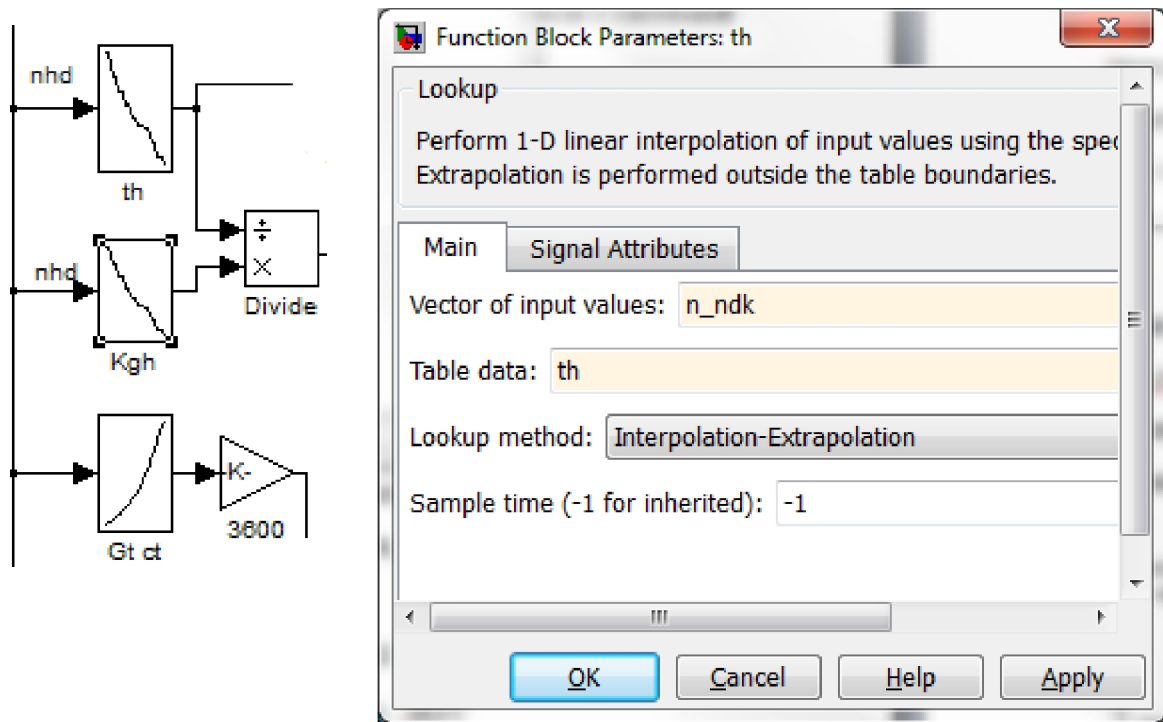 nhd
th
nhd
Kgh
÷
×
Divide
Gt ct
-K-
3600
Function Block Parameters: th
Lookup
Perform 1-D linear interpolation of input values using the spec
Extrapolation is performed outside the table boundaries.
Main
Signal Attributes
Vector of input values: n_ndk
Table data: th
Lookup method: Interpolation-Extrapolation
Sample time (-1 for inherited): -1
OK
Cancel
Help
Apply